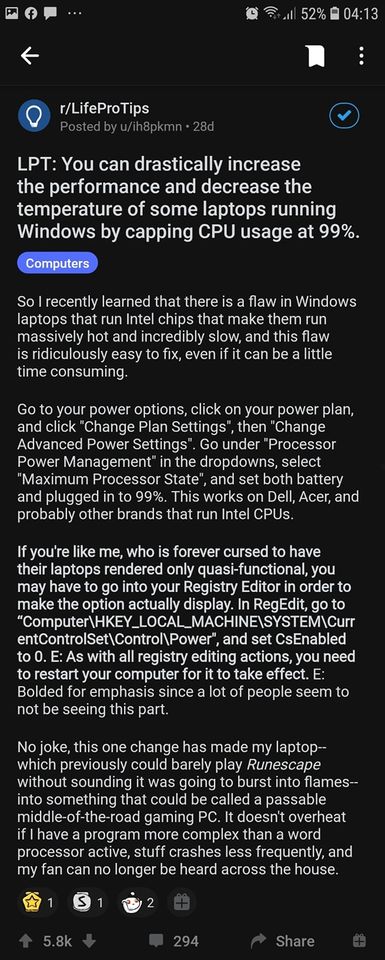 52% 04:13
r/LifeProTips
Posted by u/ih8pkmn • 28d
LPT: You can drastically increase
the performance and decrease the
temperature of some laptops running
Windows by capping CPU usage at 99%.
Computers
So I recently learned that there is a flaw in Windows
laptops that run Intel chips that make them run
massively hot and incredibly slow, and this flaw
is ridiculously easy to fix, even if it can be a little
time consuming.
Go to your power options, click on your power plan,
and click "Change Plan Settings", then "Change
Advanced Power Settings". Go under "Processor
Power Management" in the dropdowns, select
"Maximum Processor State", and set both battery
and plugged in to 99%. This works on Dell, Acer, and
probably other brands that run Intel CPUs.
If you're like me, who is forever cursed to have
their laptops rendered only quasi-functional, you
may have to go into your Registry Editor in order to
make the option actually display. In RegEdit, go to
“Computer\HKEY_LOCAL_MACHINE\SYSTEM\Curr
entControlSet\Control\Power", and set CsEnabled
to 0. E: As with all registry editing actions, you need
to restart your computer for it to take effect. E:
Bolded for emphasis since a lot of people seem to
not be seeing this part.
No joke, this one change has made my laptop--
which previously could barely play Runescape
without sounding it was going to burst into flames--
into something that could be called a passable
middle-of-the-road gaming PC. It doesn't overheat
if I have a program more complex than a word
processor active, stuff crashes less frequently, and
my fan can no longer be heard across the house.
1 S 1 2
5.8k 294 Share